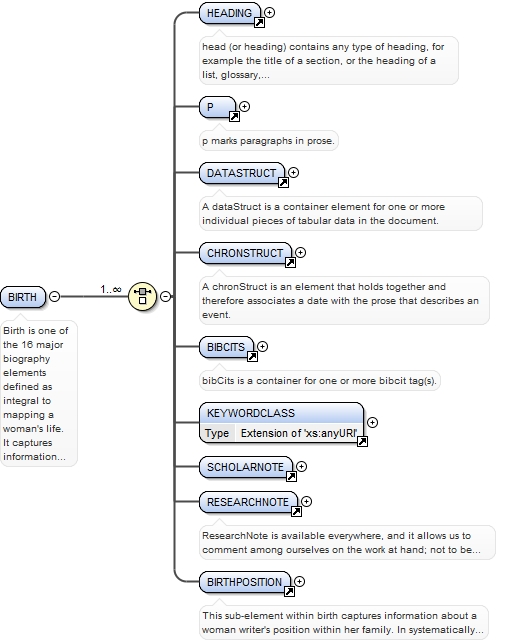 HEADING
head (or heading) contains any type of heading, for
example the title of a section, or the heading of a
list, glossary,...
P
p marks paragraphs in prose.
DATASTRUCT
A dataStruct is a container element for one or more
individual pieces of tabular data in the document.
CHRONSTRUCT
A chronStruct is an element that holds together and
therefore associates a date with the prose that describes an
event.
BIRTH
1..∞
Birth is one of
the 16 major
biography
elements
defined as
integral to
mapping a
woman's life.
It captures
information...
BIBCITS
bibCits is a container for one or more bibcit tag(s).
KEYWORDCLASS
Type Extension of 'xs:anyURI'
SCHOLARNOTE
RESEARCHNOTE
ResearchNote is available everywhere, and it allows us to
comment among ourselves on the work at hand; not to be...
BIRTHPOSITION
This sub-element within birth captures information about a
woman writer's position within her family. In systematically...